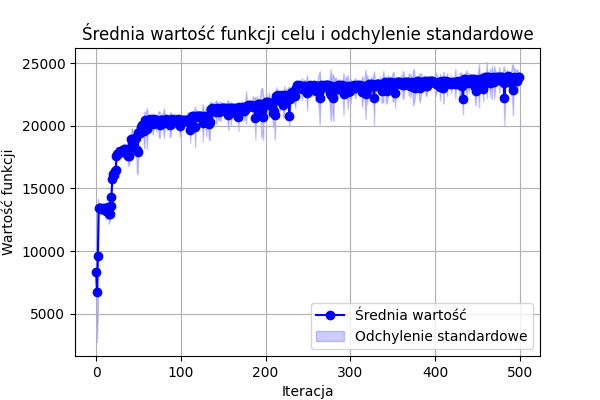 Średnia wartość funkcji celu i odchylenie standardowe
25000
20000
15000
10000
5000
Wartość funkcji
0 100 200 300 400 500
Iteracja
Średnia wartość
Odchylenie standardowe